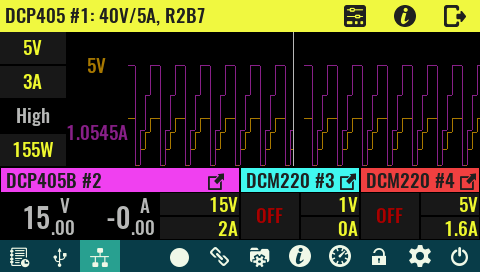 DCP405 #1: 40V/5A, R2B7
5V
3A
High
155W
5V
1.0545A
DCP405B #2
DCM220 #3
DCM220 #4
15.00 V
-0.00 A
15V
2A
OFF
1V
0A
OFF
5V
1.6A